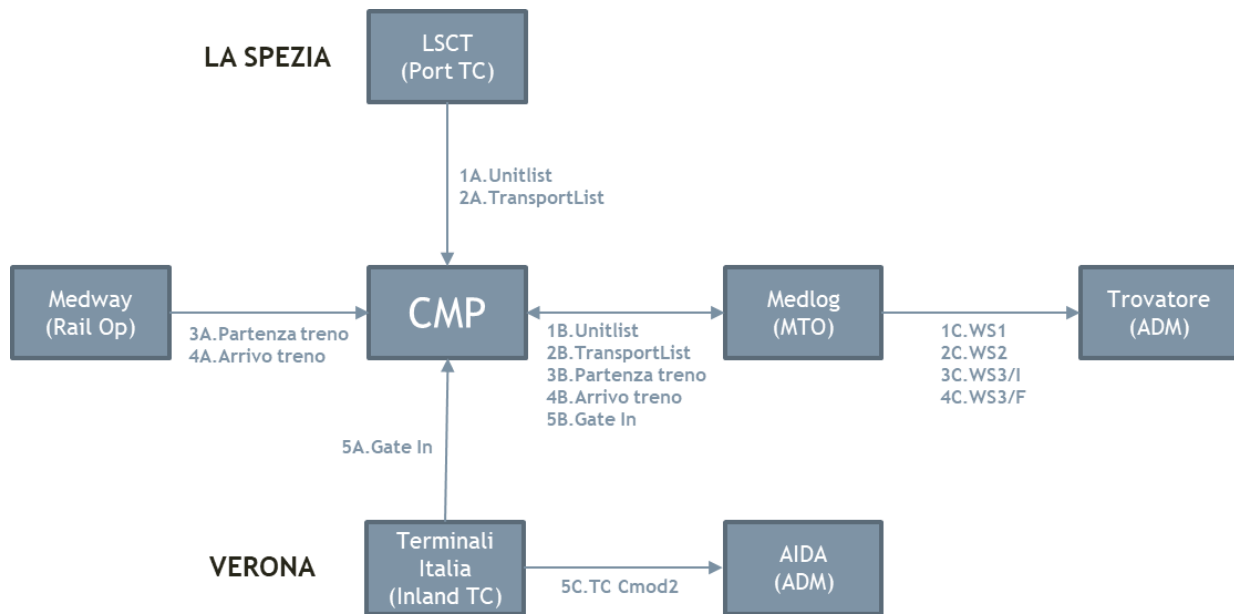 LA SPEZIA
LSCT
(Port TC)
1A.Unitlist
2A.TransportList
Medway
(Rail Op)
3A.Partenza treno
4A.Arrivo treno
CMP
1B.Unitlist
2B.TransportList
3B.Partenza treno
4B.Arrivo treno
5B.Gate In
Medlog
(MTO)
1C.WS1
2C.WS2
3C.WS3/I
4C.WS3/F
Trovatore
(ADM)
5A.Gate In
VERONA
Terminali
Italia
(Inland TC)
5C.TC Cmod2
AIDA
(ADM)